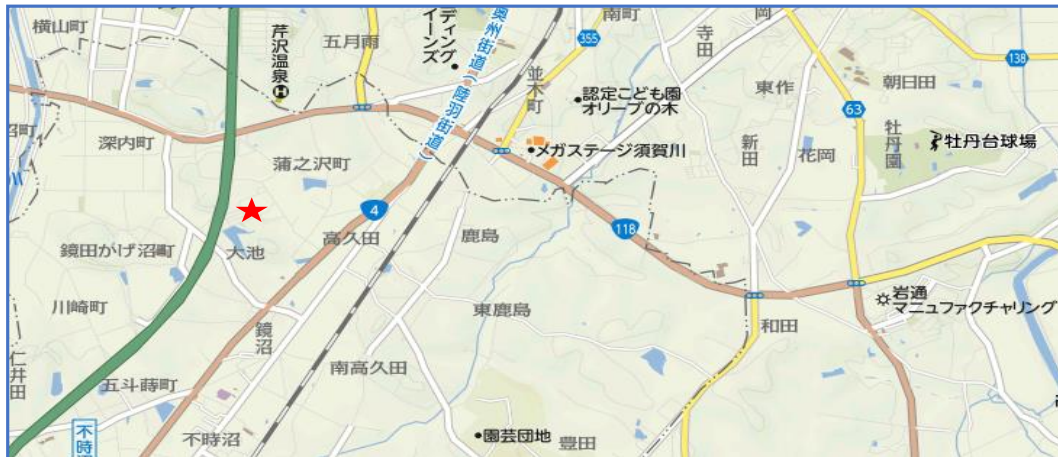 横山町
芹沢温泉
五月雨
ディング
イーンズ
奥州街道(陸羽街道)
南町
355
並木町
寺田
岡
東作
138
朝日田
認定こども園
オリーブの木
63
牡丹園
牡丹台球場
深内町
蒲之沢町
メガステージ須賀川
新田
花岡
4
118
鏡田かげ沼町
大池
高久田
鹿島
川崎町
東鹿島
岩通
マニュファクチャリング
和田
鏡沼
仁井田
五斗蒔町
南高久田
不時沼
不時沼
園芸団地
豊田